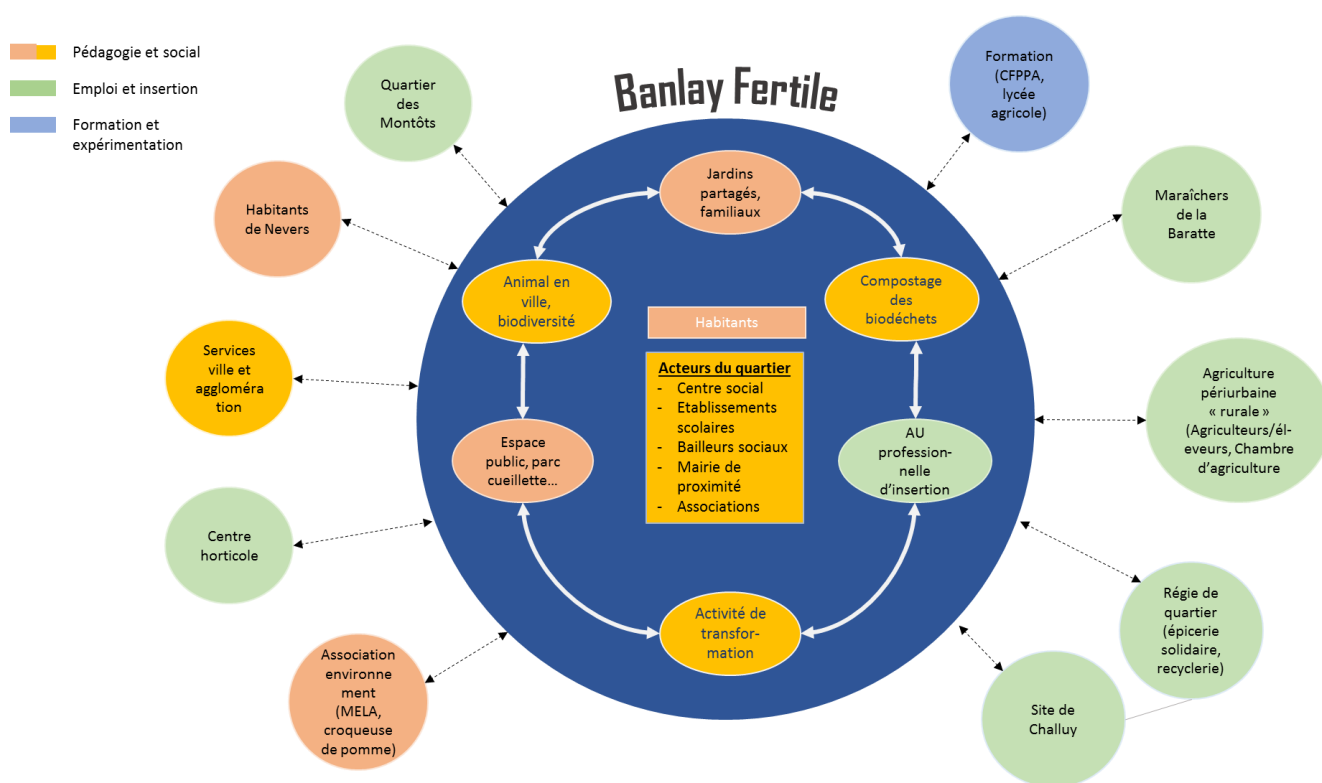 Pédagogie et social
Emploi et insertion
Formation et
expérimentation
Banlay Fertile
Quartier
des
Montôts
Formation
(CFPPA,
lycée
agricole)
Habitants
de Nevers
Jardins
partagés,
familiaux
Maraîchers
de la
Baratte
Animal en
ville,
biodiversité
Compostage
des
biodéchets
Habitants
Services
ville et
aggloméra
tion
Acteurs du quartier
- Centre social
- Etablissements
scolaires
- Bailleurs sociaux
- Mairie de
proximité
- Associations
Agriculture
périurbaine
« rurale »
(Agriculteurs/él-
eveurs, Chambre
d'agriculture
Espace
public, parc
cueillette...
AU
profession-
nelle
d'insertion
Centre
horticole
Activité de
transfor-
mation
Régie de
quartier
(épicerie
solidaire,
recyclerie)
Association
environne
ment
(MELA,
croqueuse
de pomme)
Site de
Challuy